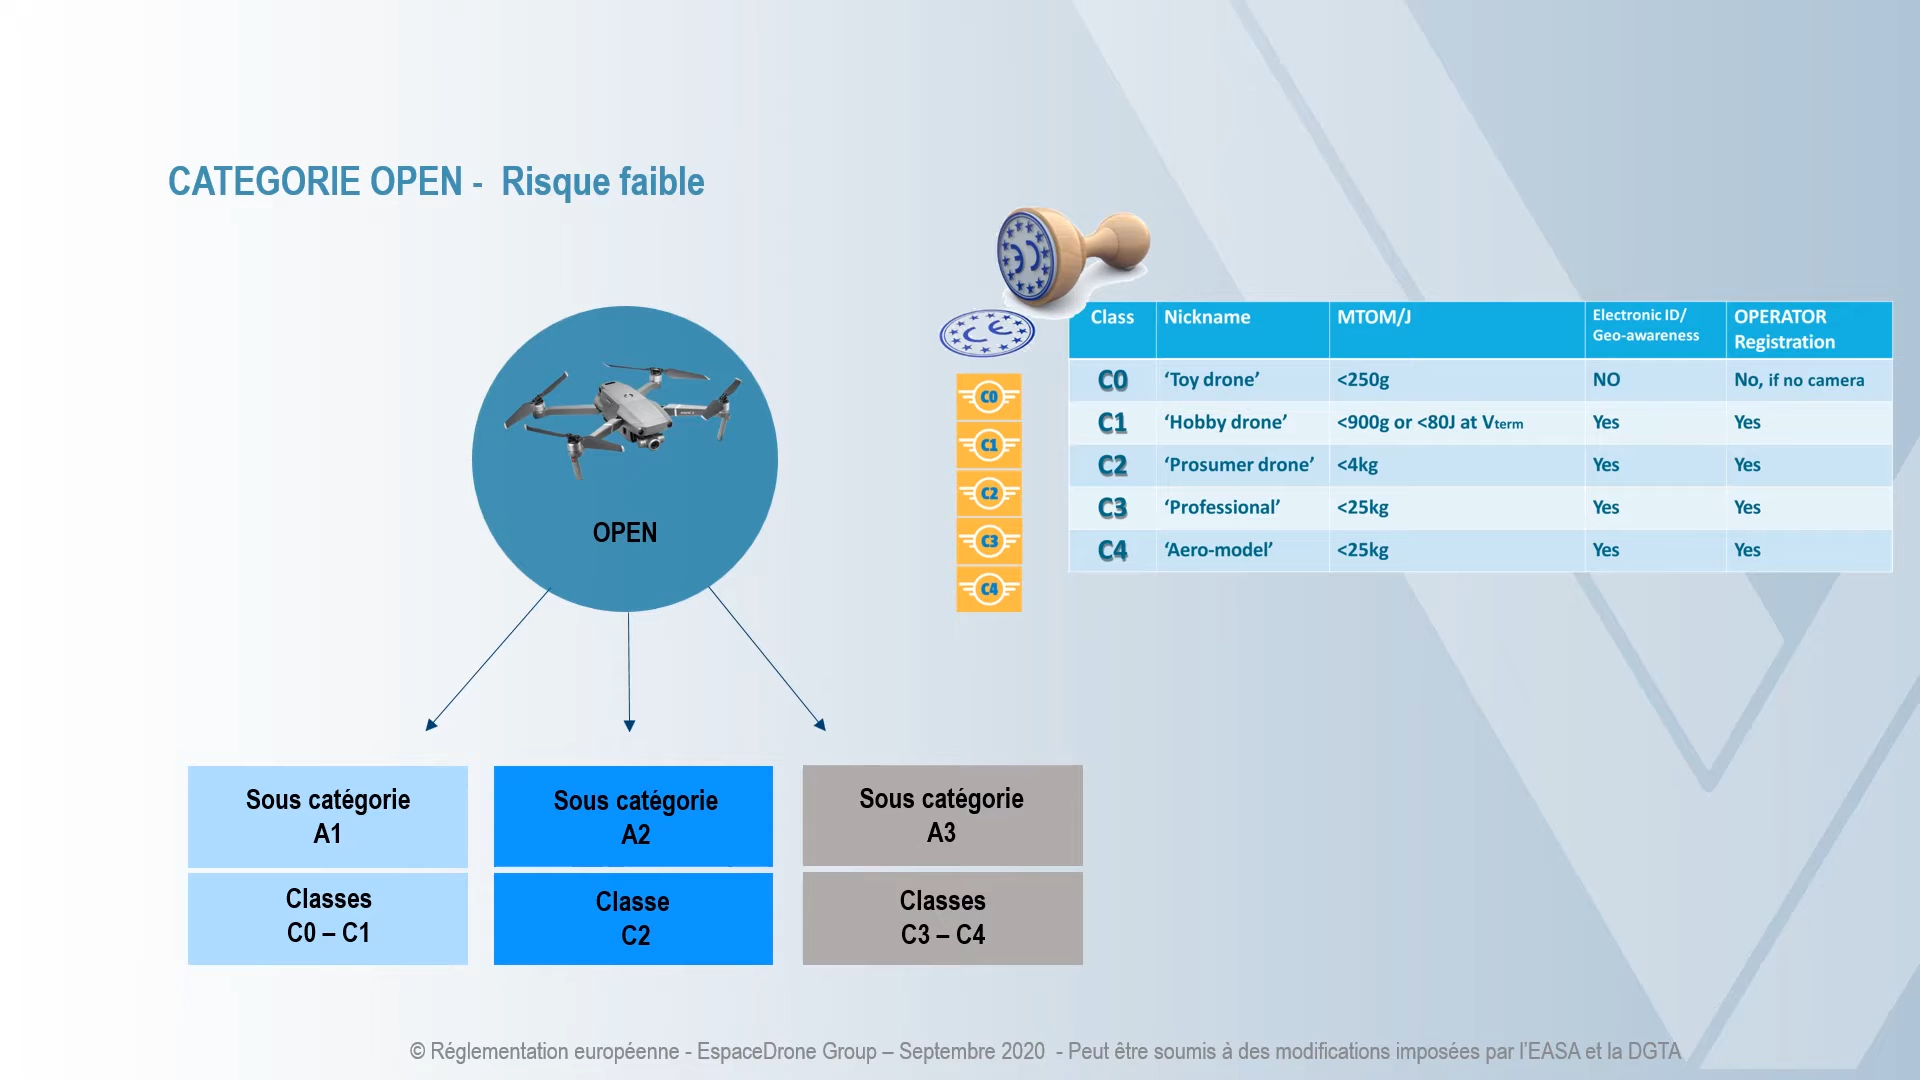 CATEGORIE OPEN - Risque faible
OPEN
CE
CE
C0
C1
C2
C3
C4
Class Nickname MTOM/J Electronic ID/ Geo-awareness OPERATOR Registration
C0 ‘Toy drone’ <250g NO No, if no camera
C1 ‘Hobby drone’ <900g or <80J at Vterm Yes Yes
C2 ‘Prosumer drone’ <4kg Yes Yes
C3 ‘Professional’ <25kg Yes Yes
C4 ‘Aero-model’ <25kg Yes Yes
Sous catégorie
A1
Classes
C0 – C1
Sous catégorie
A2
Classe
C2
Sous catégorie
A3
Classes
C3 – C4
© Réglementation européenne - EspaceDrone Group – Septembre 2020 - Peut être soumis à des modifications imposées par l’EASA et la DGTA